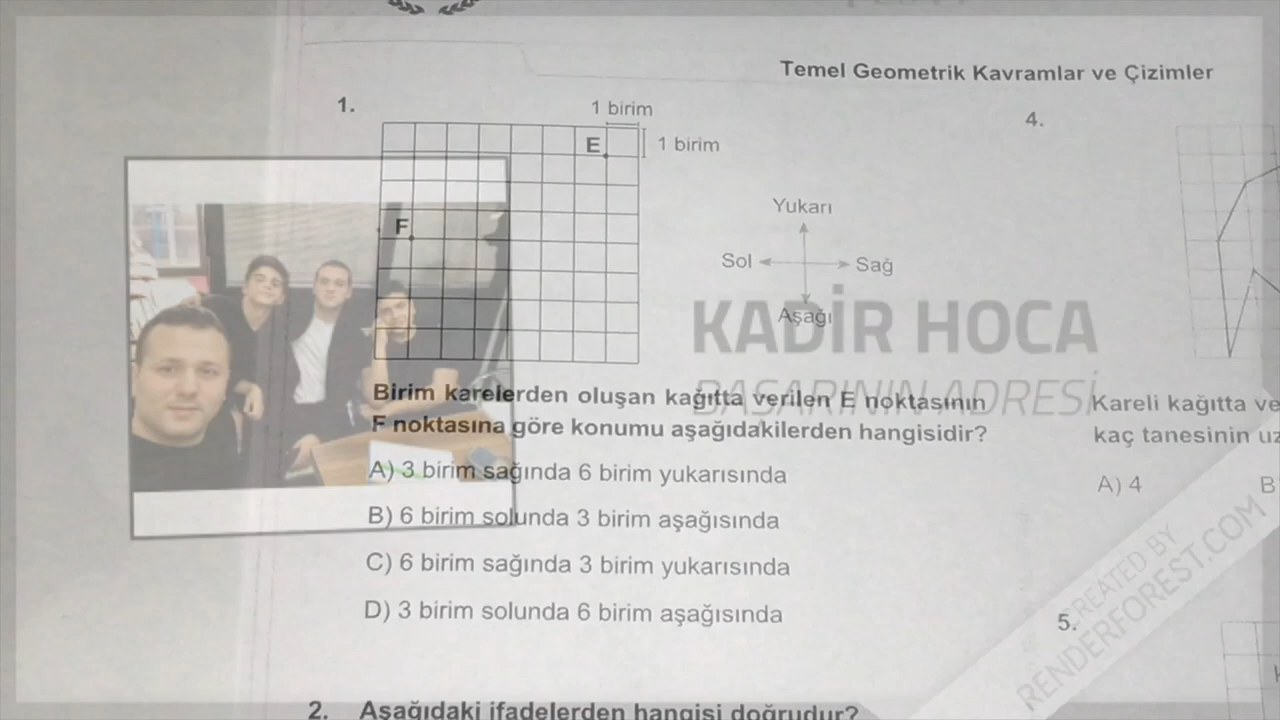 Temel Geometrik Kavramlar ve Çizimler
1.
1 birim
E
1 birim
F
Yukarı
Sol
Sağ
Aşağı
KADİR HOCA
BAŞARININ ADRESİ
Birim karelerden oluşan kağıtta verilen E noktasının
F noktasına göre konumu aşağıdakilerden hangisidir?
A) 3 birim sağında 6 birim yukarısında
B) 6 birim solunda 3 birim aşağısında
C) 6 birim sağında 3 birim yukarısında
D) 3 birim solunda 6 birim aşağısında
2. Aşağıdaki ifadelerden hangisi doğrudur?
4.
Kareli kağıtta ve
kaç tanesinin uz
A) 4
B
5.
CREATED BY
RENDERFOREST.COM